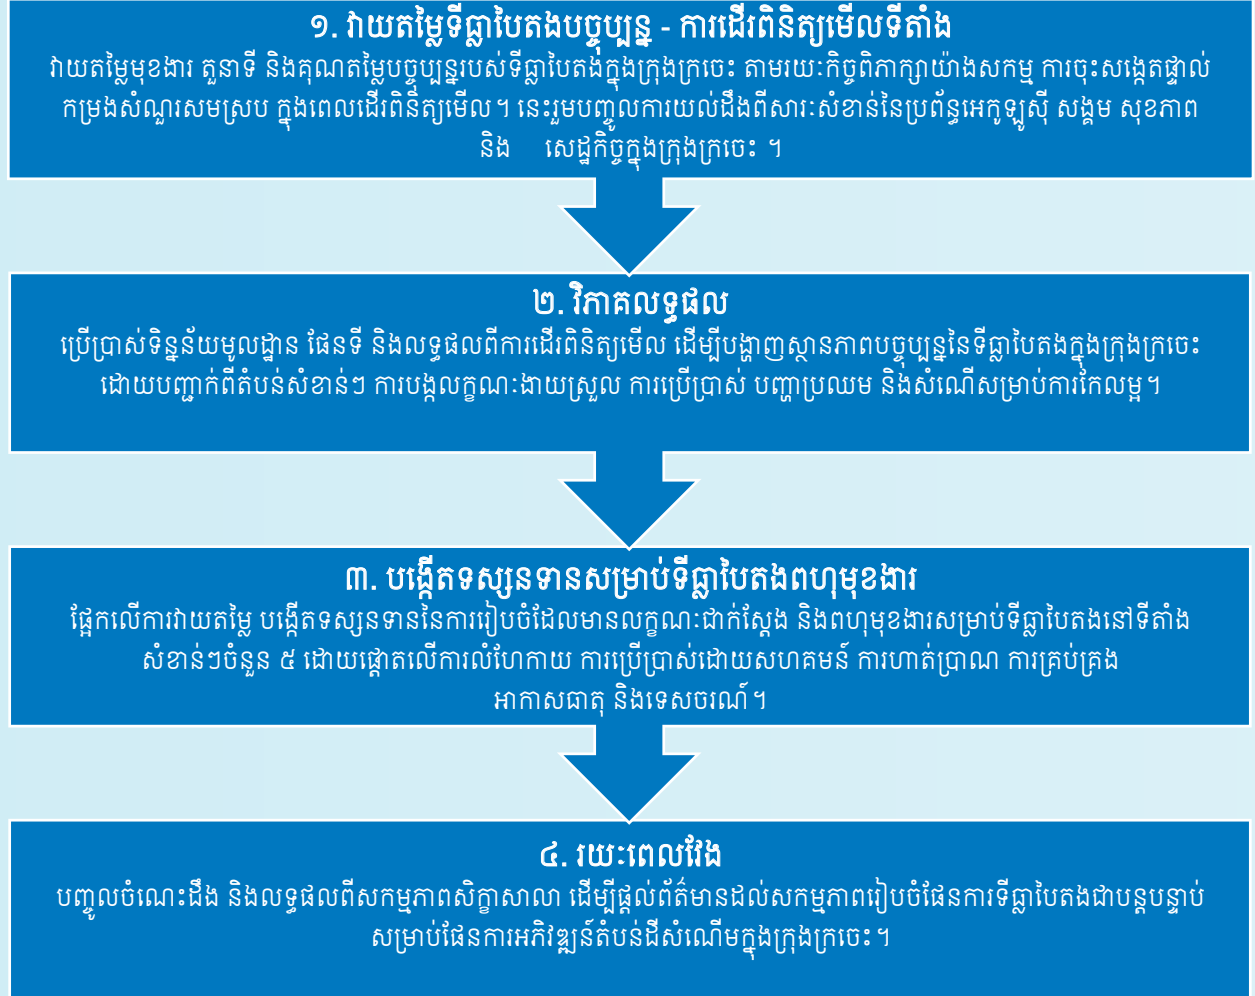 ១. វាយតម្លៃទីធ្លាបៃតងបច្ចុប្បន្ន - ការដើរពិនិត្យមើលទីតាំង
វាយតម្លៃមុខងារ តួនាទី និងគុណតម្លៃបច្ចុប្បន្នរបស់ទីធ្លាបៃតងក្នុងក្រុងក្រចេះ តាមរយៈកិច្ចពិភាក្សាយ៉ាងសកម្ម ការចុះសង្កេតផ្ទាល់
កម្រងសំណួរសមស្រប ក្នុងពេលដើរពិនិត្យមើល។ នេះរួមបញ្ចូលការយល់ដឹងពីសារៈសំខាន់នៃប្រព័ន្ធអេកូឡូស៊ី សង្គម សុខភាព
និង សេដ្ឋកិច្ចក្នុងក្រុងក្រចេះ ។
២. វិភាគលទ្ធផល
ប្រើប្រាស់ទិន្នន័យមូលដ្ឋាន ផែនទី និងលទ្ធផលពីការដើរពិនិត្យមើល ដើម្បីបង្ហាញស្ថានភាពបច្ចុប្បន្ននៃទីធ្លាបៃតងក្នុងក្រុងក្រចេះ
ដោយបញ្ជាក់ពីតំបន់សំខាន់ៗ ការបង្កលក្ខណៈងាយស្រួល ការប្រើប្រាស់ បញ្ហាប្រឈម និងសំណើសម្រាប់ការកែលម្អ។
៣. បង្កើតទស្សនទានសម្រាប់ទីធ្លាបៃតងពហុមុខងារ
ផ្អែកលើការវាយតម្លៃ បង្កើតទស្សនទាននៃការរៀបចំដែលមានលក្ខណៈជាក់ស្តែង និងពហុមុខងារសម្រាប់ទីធ្លាបៃតងនៅទីតាំង
សំខាន់ៗចំនួន ៥ ដោយផ្តោតលើការលំហែកាយ ការប្រើប្រាស់ដោយសហគមន៍ ការហាត់ប្រាណ ការគ្រប់គ្រង
អាកាសធាតុ និងទេសចរណ៍។
៤. រយៈពេលវែង
បញ្ចូលចំណេះដឹង និងលទ្ធផលពីសកម្មភាពសិក្ខាសាលា ដើម្បីផ្តល់ព័ត៌មានដល់សកម្មភាពរៀបចំផែនការទីធ្លាបៃតងជាបន្តបន្ទាប់
សម្រាប់ផែនការអភិវឌ្ឍន៍តំបន់ដីសំណើមក្នុងក្រុងក្រចេះ។